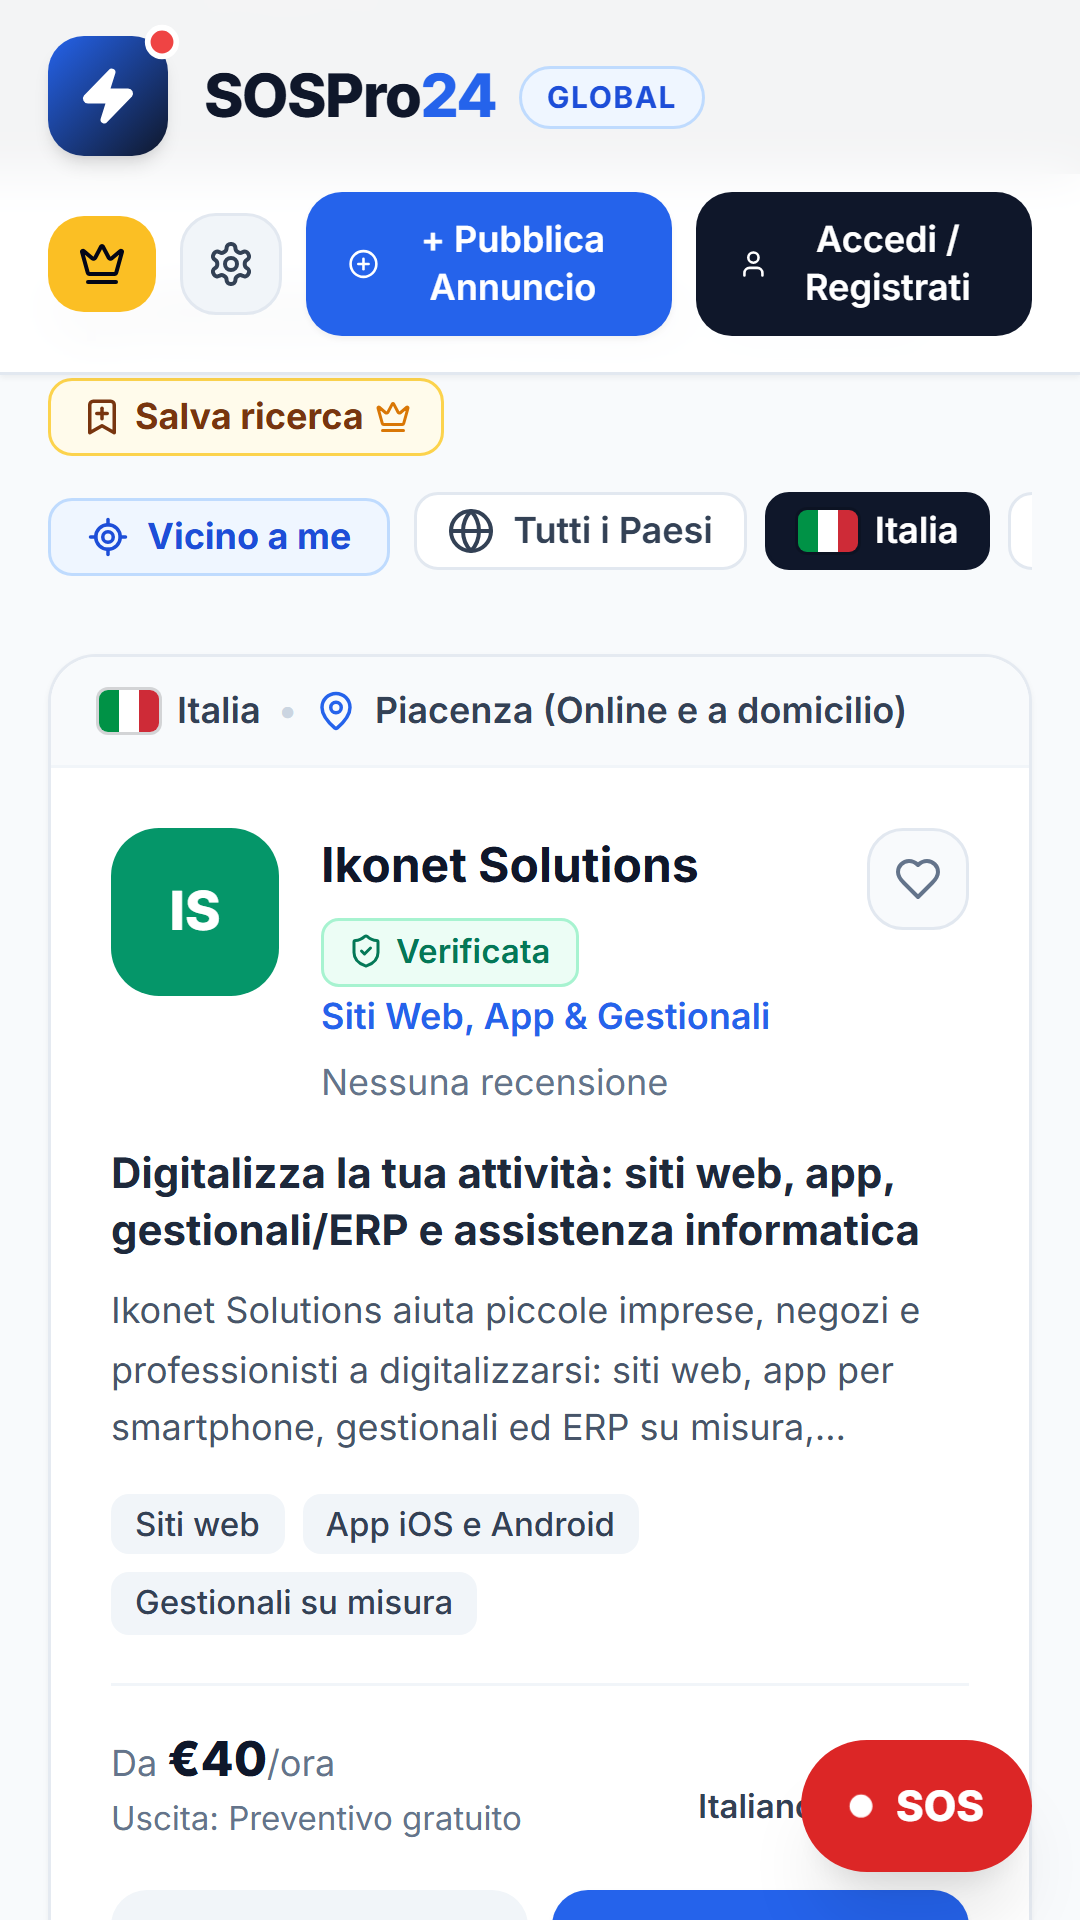 SOSPro24 GLOBAL
+ Pubblica
Annuncio
Accedi /
Registrati
Salva ricerca
Vicino a me
Tutti i Paesi
Italia
Italia • Piacenza (Online e a domicilio)
IS
Ikonet Solutions
Verificata
Siti Web, App & Gestionali
Nessuna recensione
Digitalizza la tua attività: siti web, app,
gestionali/ERP e assistenza informatica
Ikonet Solutions aiuta piccole imprese, negozi e
professionisti a digitalizzarsi: siti web, app per
smartphone, gestionali ed ERP su misura,...
Siti web
App iOS e Android
Gestionali su misura
Da €40/ora
Uscita: Preventivo gratuito
SOS